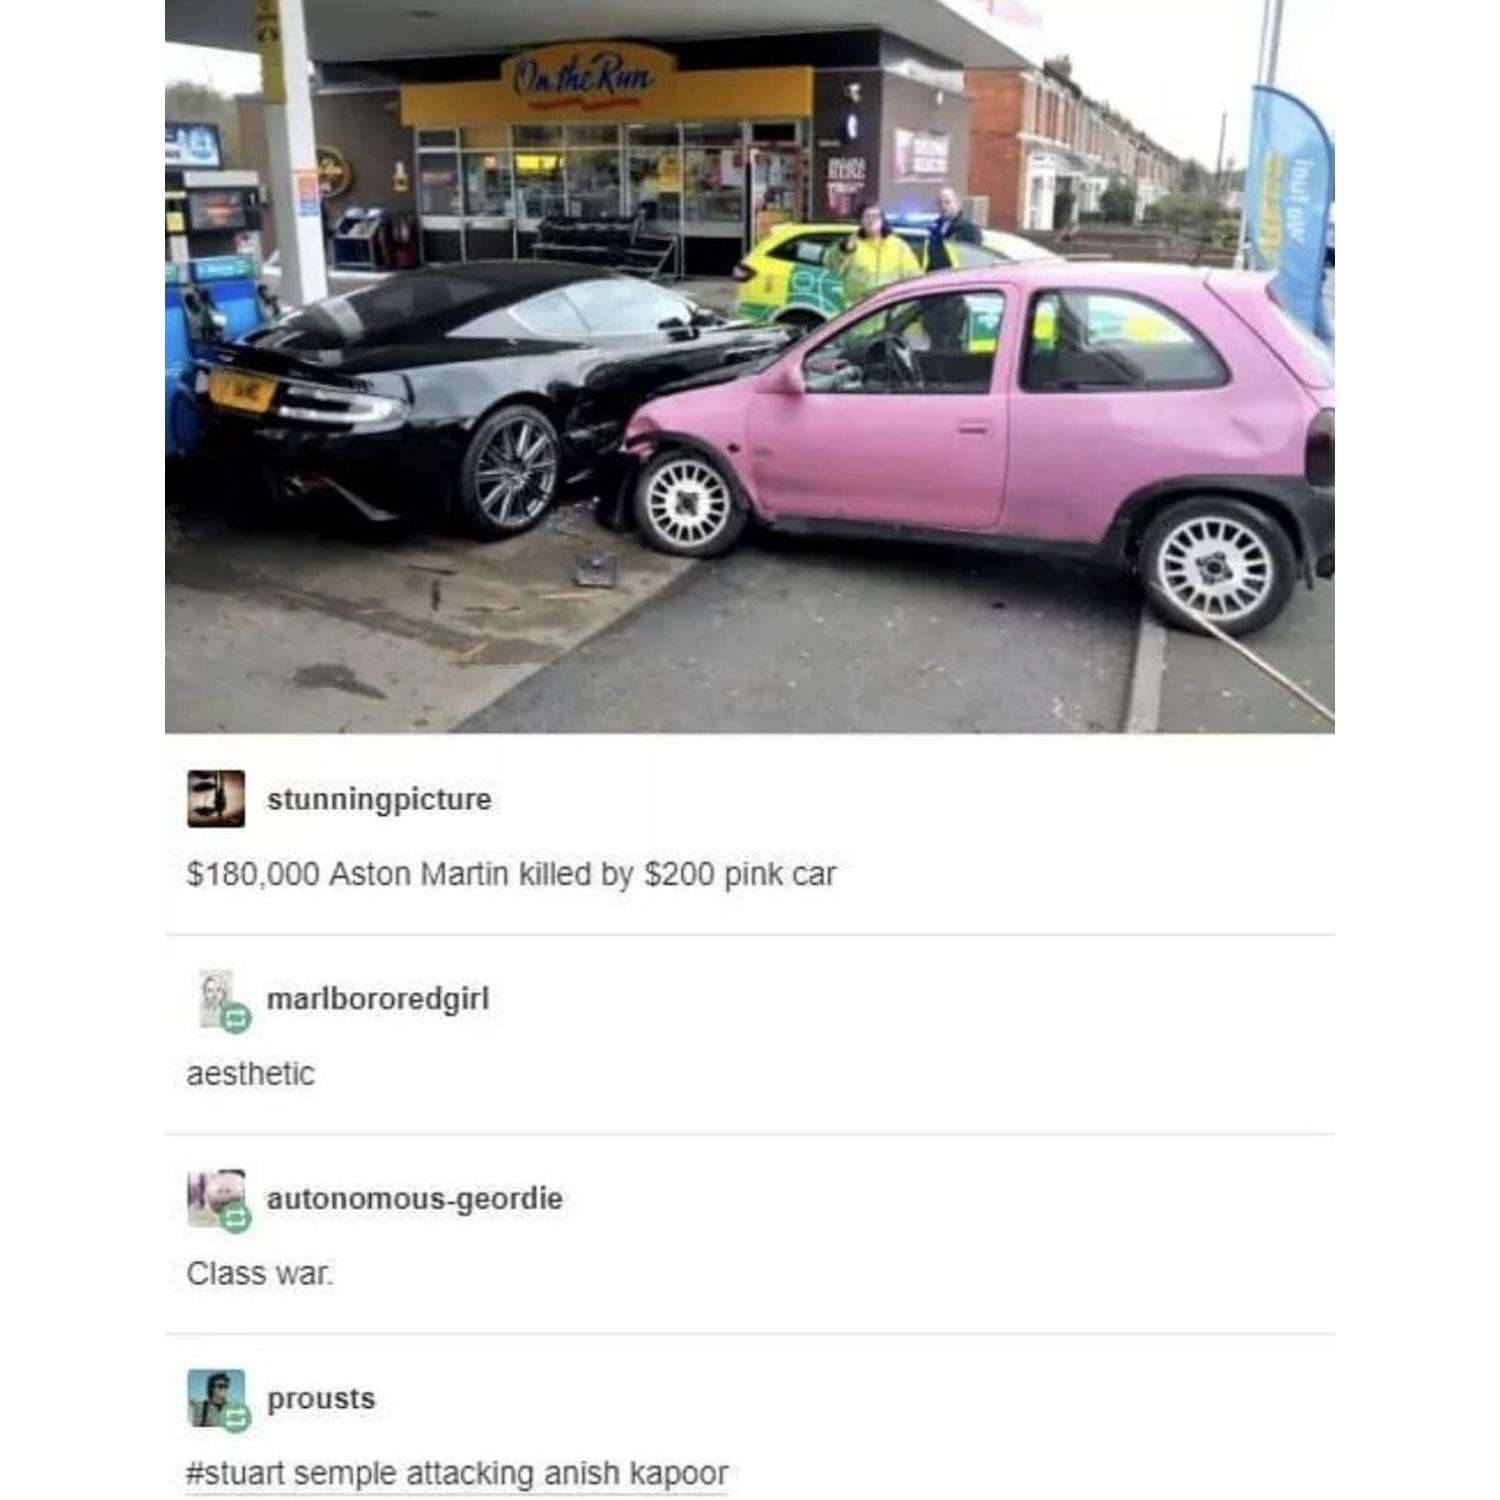 On the Run
stunningpicture
$180,000 Aston Martin killed by $200 pink car
marlbororedgirl
aesthetic
autonomous-geordie
Class war.
prousts
#stuart semple attacking anish kapoor